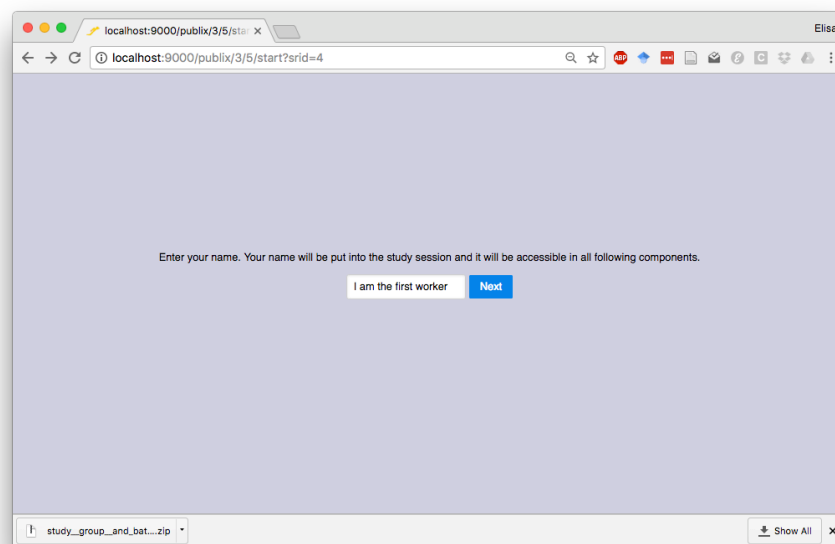 localhost:9000/publix/3/5/star
Elisa
localhost:9000/publix/3/5/start?srid=4
ABP
C
Enter your name. Your name will be put into the study session and it will be accessible in all following components.
I am the first worker Next
study_group_and_bat....zip
Show All